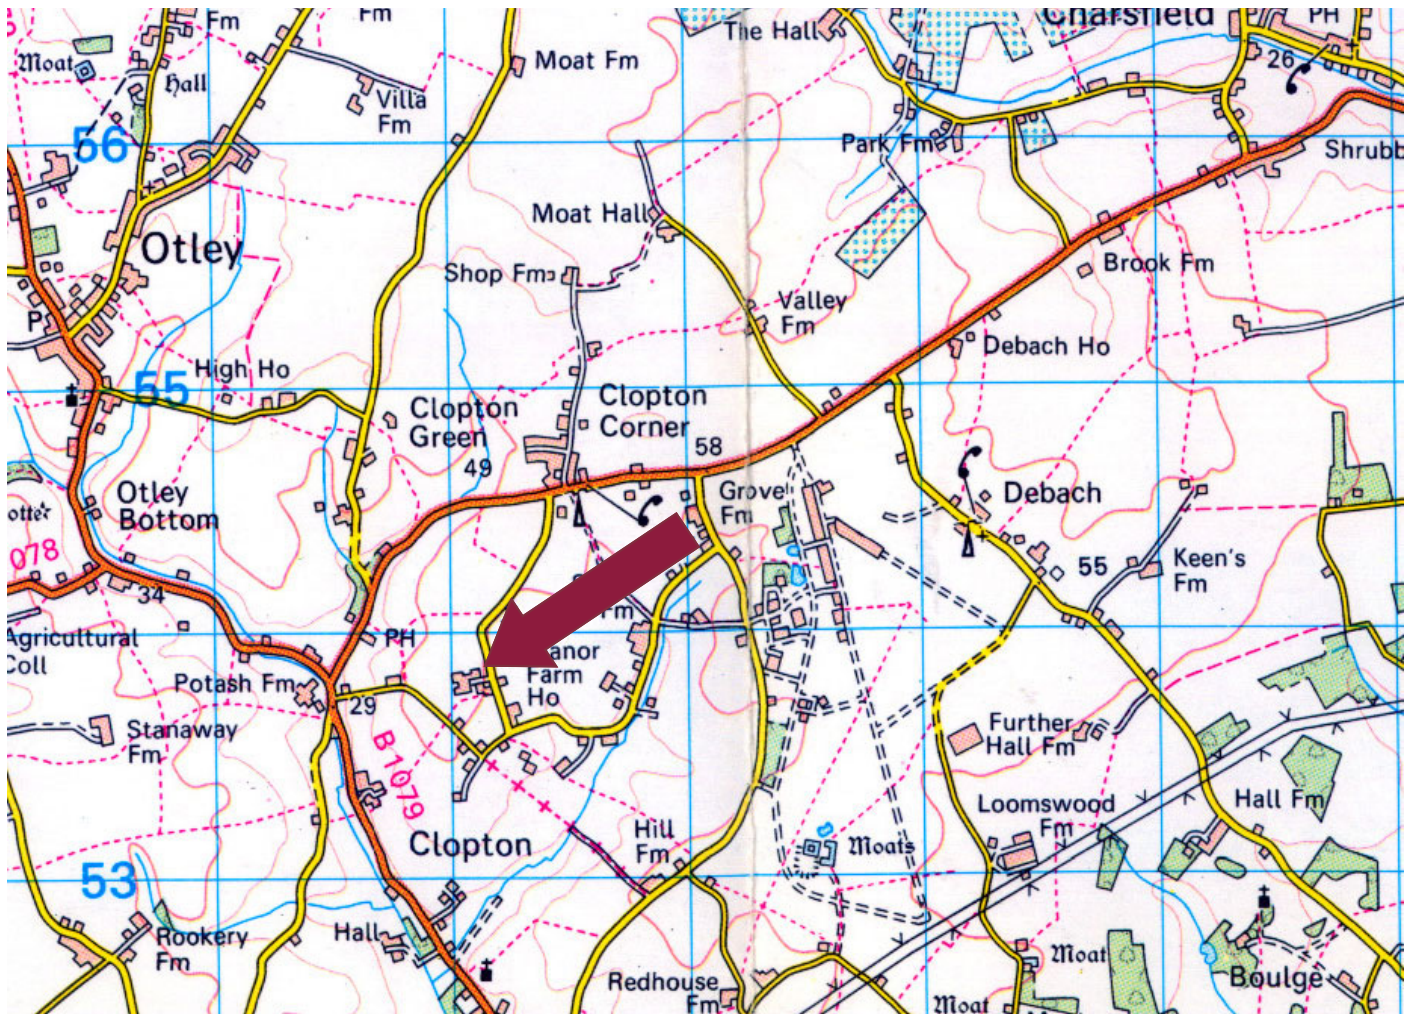 Fm
Fm
The Hall
Charsfield
PH
Moat
Hall
Moat Fm
26
Villa
Fm
56
Park Fm
Shrubb
Moat Hall
Otley
Shop Fm
Brook Fm
Valley
Fm
P
Debach Ho
High Ho
55
Clopton
Green
Clopton
Corner
58
49
Otley
Bottom
Grove
Fm
Debach
otte
078
55
Keen's
Fm
34
Fm
Agricultural
Coll
PH
anor
Farm
Ho
Potash Fm
29
Stanaway
Fm
B 1079
Further
Hall Fm
Loomswood
Fm
Hall Fm
Clopton
Hill
Fm
Moats
53
Rookery
Fm
Hall
Moat
Redhouse
Fm
Boulge
Moat